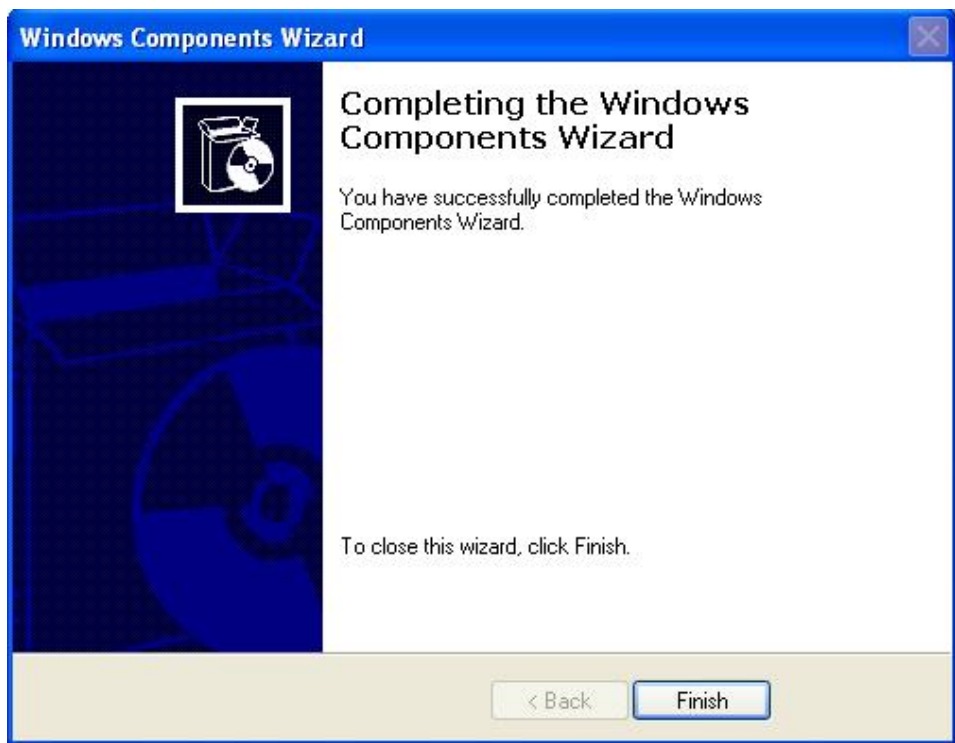 Windows Components Wizard
Completing the Windows
Components Wizard
You have successfully completed the Windows
Components Wizard.
To close this wizard, click Finish.
< Back
Finish